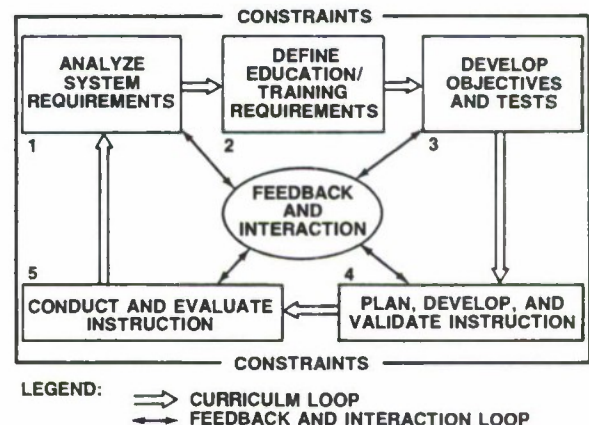 CONSTRAINTS
ANALYZE
SYSTEM
REQUIREMENTS
1
DEFINE
EDUCATION/
TRAINING
REQUIREMENTS
2
DEVELOP
OBJECTIVES
AND TESTS
3
FEEDBACK
AND
INTERACTION
5
CONDUCT AND EVALUATE
INSTRUCTION
4
PLAN, DEVELOP, AND
VALIDATE INSTRUCTION
CONSTRAINTS
LEGEND:
CURRICULM LOOP
FEEDBACK AND INTERACTION LOOP